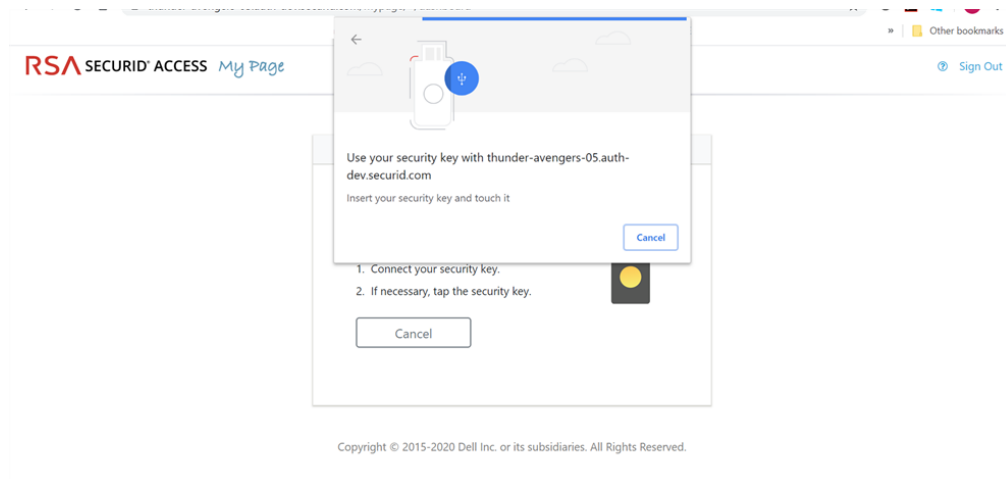 Other bookmarks
RSA SECURID® ACCESS My Page
Sign Out
Use your security key with thunder-avengers-05.auth-
dev.securid.com
Insert your security key and touch it
Cancel
1. Connect your security key.
2. If necessary, tap the security key.
Cancel
Copyright © 2015-2020 Dell Inc. or its subsidiaries. All Rights Reserved.